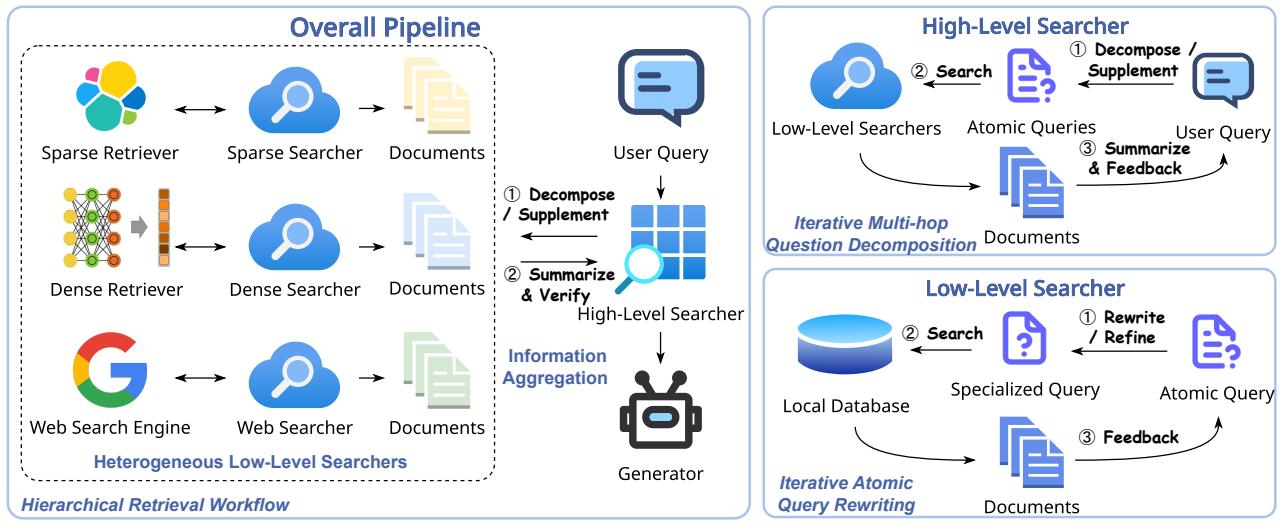 Overall Pipeline
Sparse Retriever
Sparse Searcher
Documents
Dense Retriever
Dense Searcher
Documents
Web Search Engine
Web Searcher
Documents
Heterogeneous Low-Level Searchers
Hierarchical Retrieval Workflow
User Query
① Decompose
/ Supplement
② Summarize
& Verify
High-Level Searcher
Information
Aggregation
Generator
High-Level Searcher
① Decompose /
Supplement
② Search
Low-Level Searchers
Atomic Queries
User Query
③ Summarize
& Feedback
Iterative Multi-hop
Question Decomposition
Documents
Low-Level Searcher
① Rewrite
/ Refine
② Search
Specialized Query
Atomic Query
Local Database
③ Feedback
Iterative Atomic
Query Rewriting
Documents